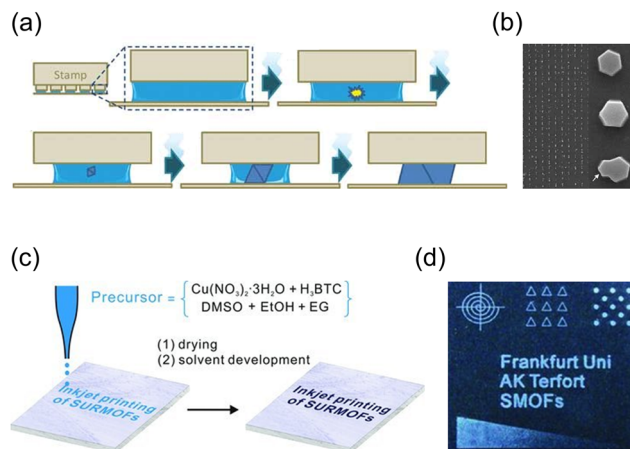 (a)
Stamp
(b)
(c)
Precursor = { Cu(NO₃)₂·3H₂O + H₃BTC
DMSO + EtOH + EG }
(1) drying
(2) solvent development
Inkjet printing
of SURMOFs
Inkjet printing
of SURMOFs
(d)
Frankfurt Uni
AK Terfort
SMOFs